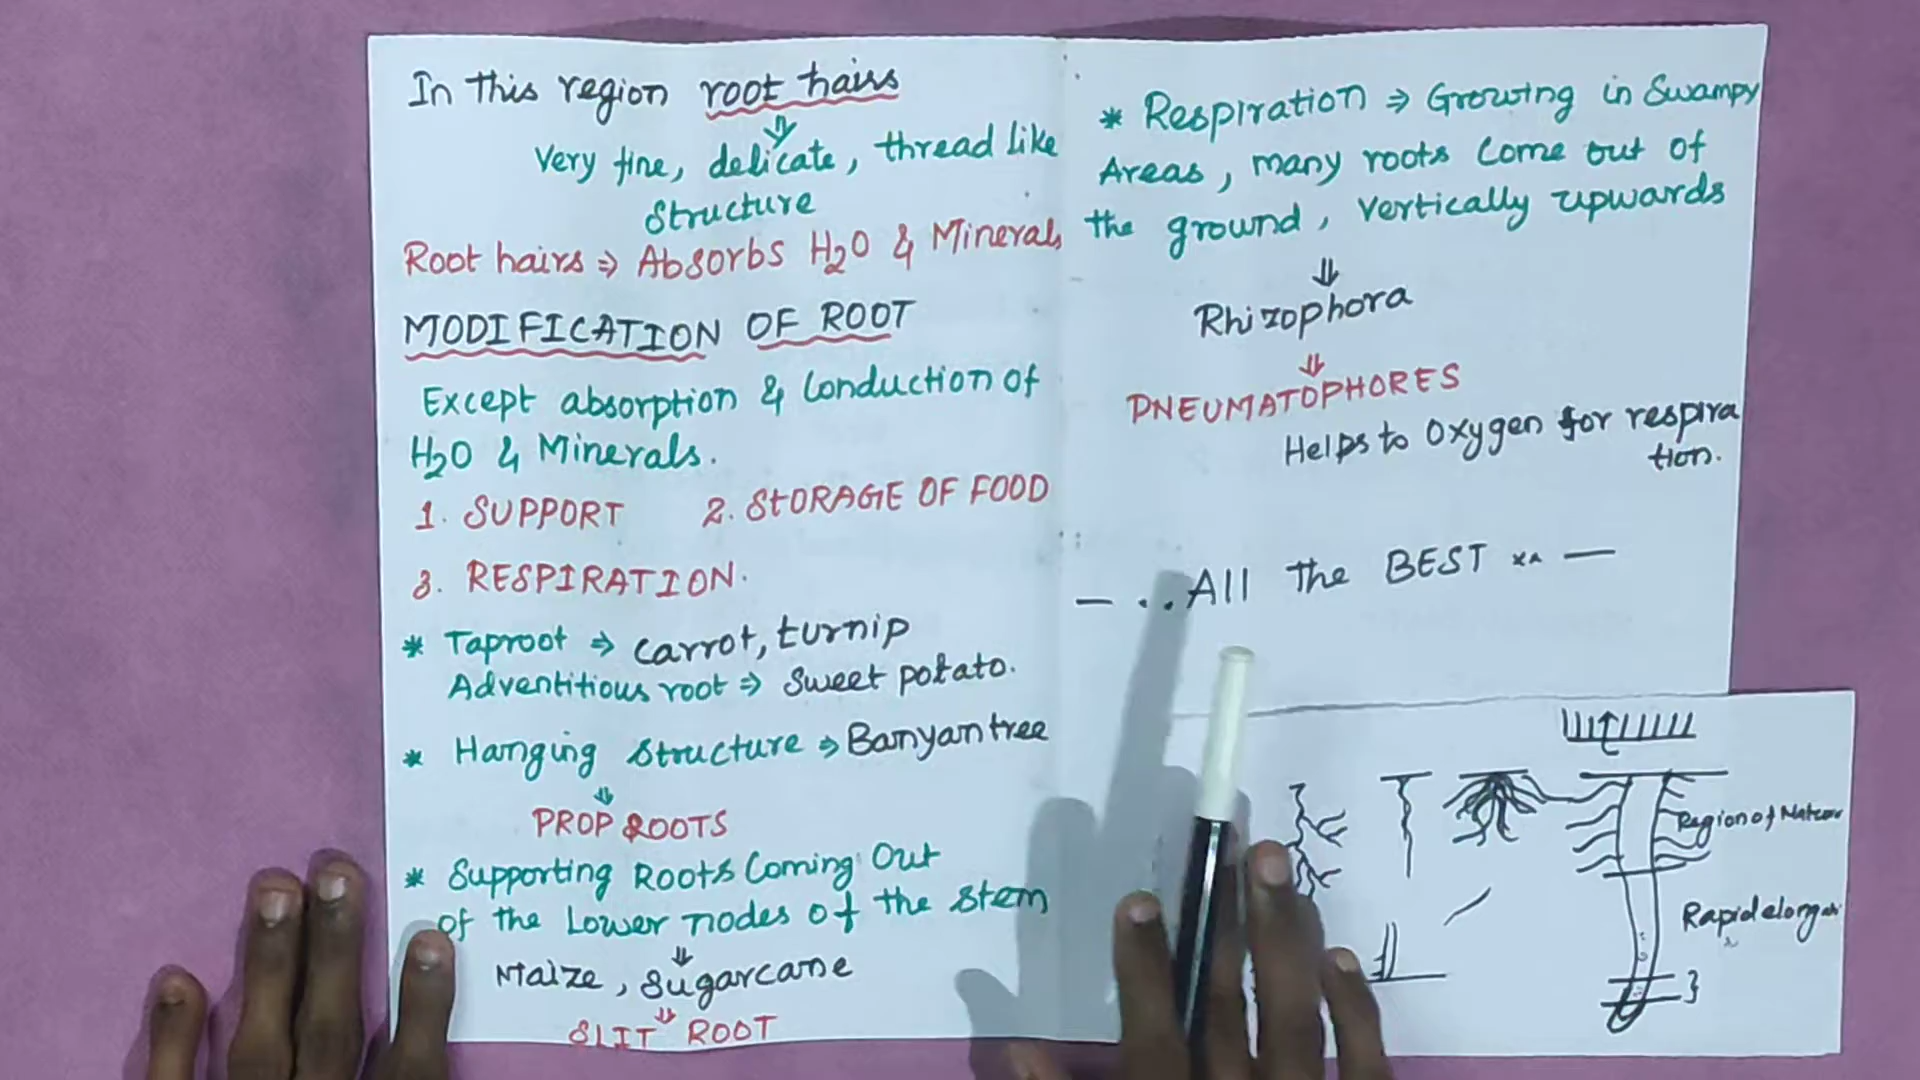 In this region root hairs
⇓
Very fine, delicate, thread like
Structure
Root hairs ⇒ Absorbs H2O & Minerals
MODIFICATION OF ROOT
Except absorption & Conduction of
H2O & Minerals.
1. SUPPORT 2. STORAGE OF FOOD
3. RESPIRATION.
* Taproot ⇒ carrot, turnip
Adventitious root ⇒ Sweet potato.
* Hanging Structure ⇒ Banyan tree
⇓
PROP ROOTS
* Supporting Roots Coming Out
of the Lower nodes of the Stem
⇓
Maize, Sugarcane
⇓
SLIT ROOT
* Respiration ⇒ Growing in Swampy
Areas, many roots Come out of
the ground, Vertically upwards
⇓
Rhizophora
⇓
PNEUMATOPHORES
Helps to Oxygen for respira
tion.
— ..All the BEST —
Region of
Rapid